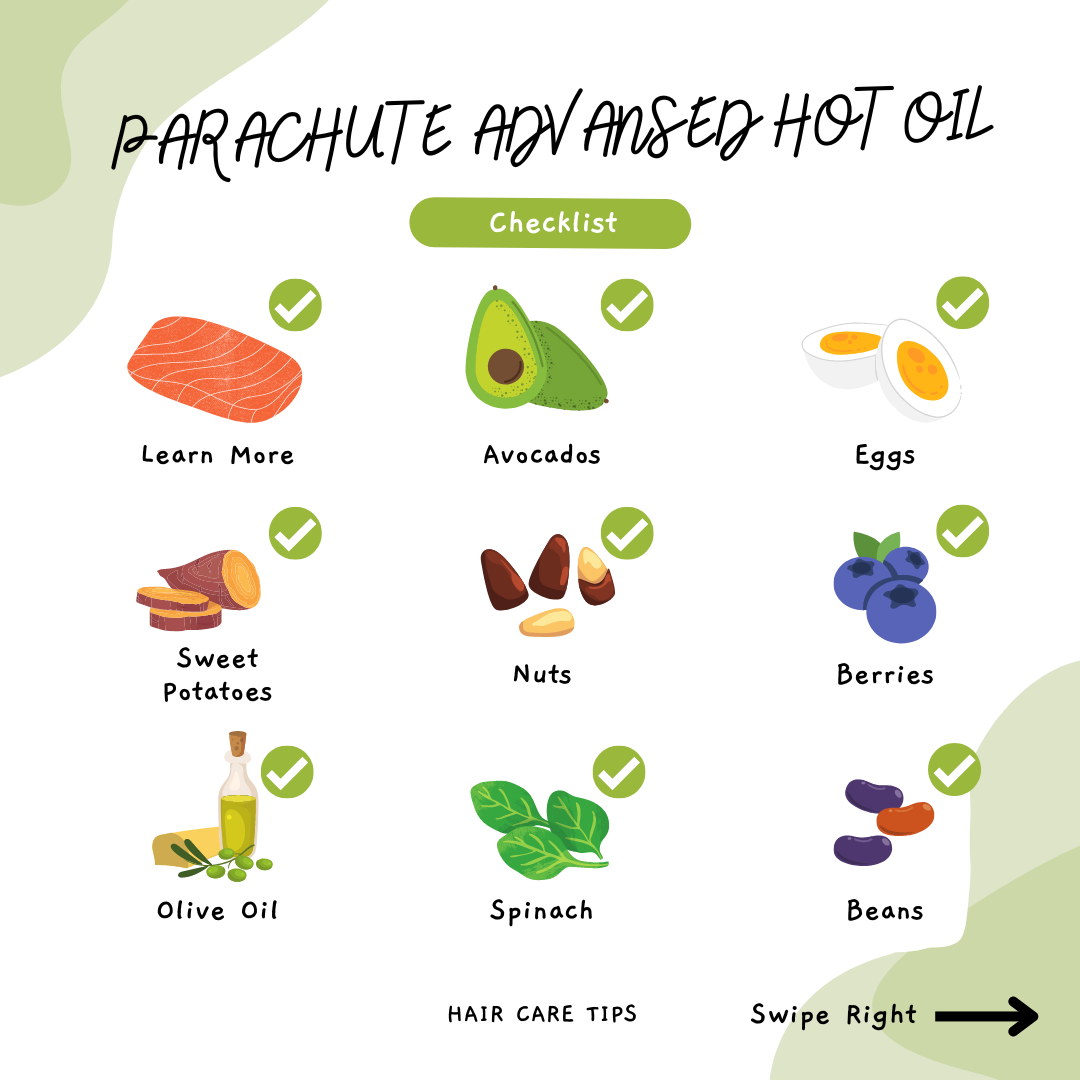 PARACHUTE ADVANSED HOT OIL
Checklist
Learn More
Avocados
Eggs
Sweet
Potatoes
Nuts
Berries
Olive Oil
Spinach
Beans
HAIR CARE TIPS
Swipe Right